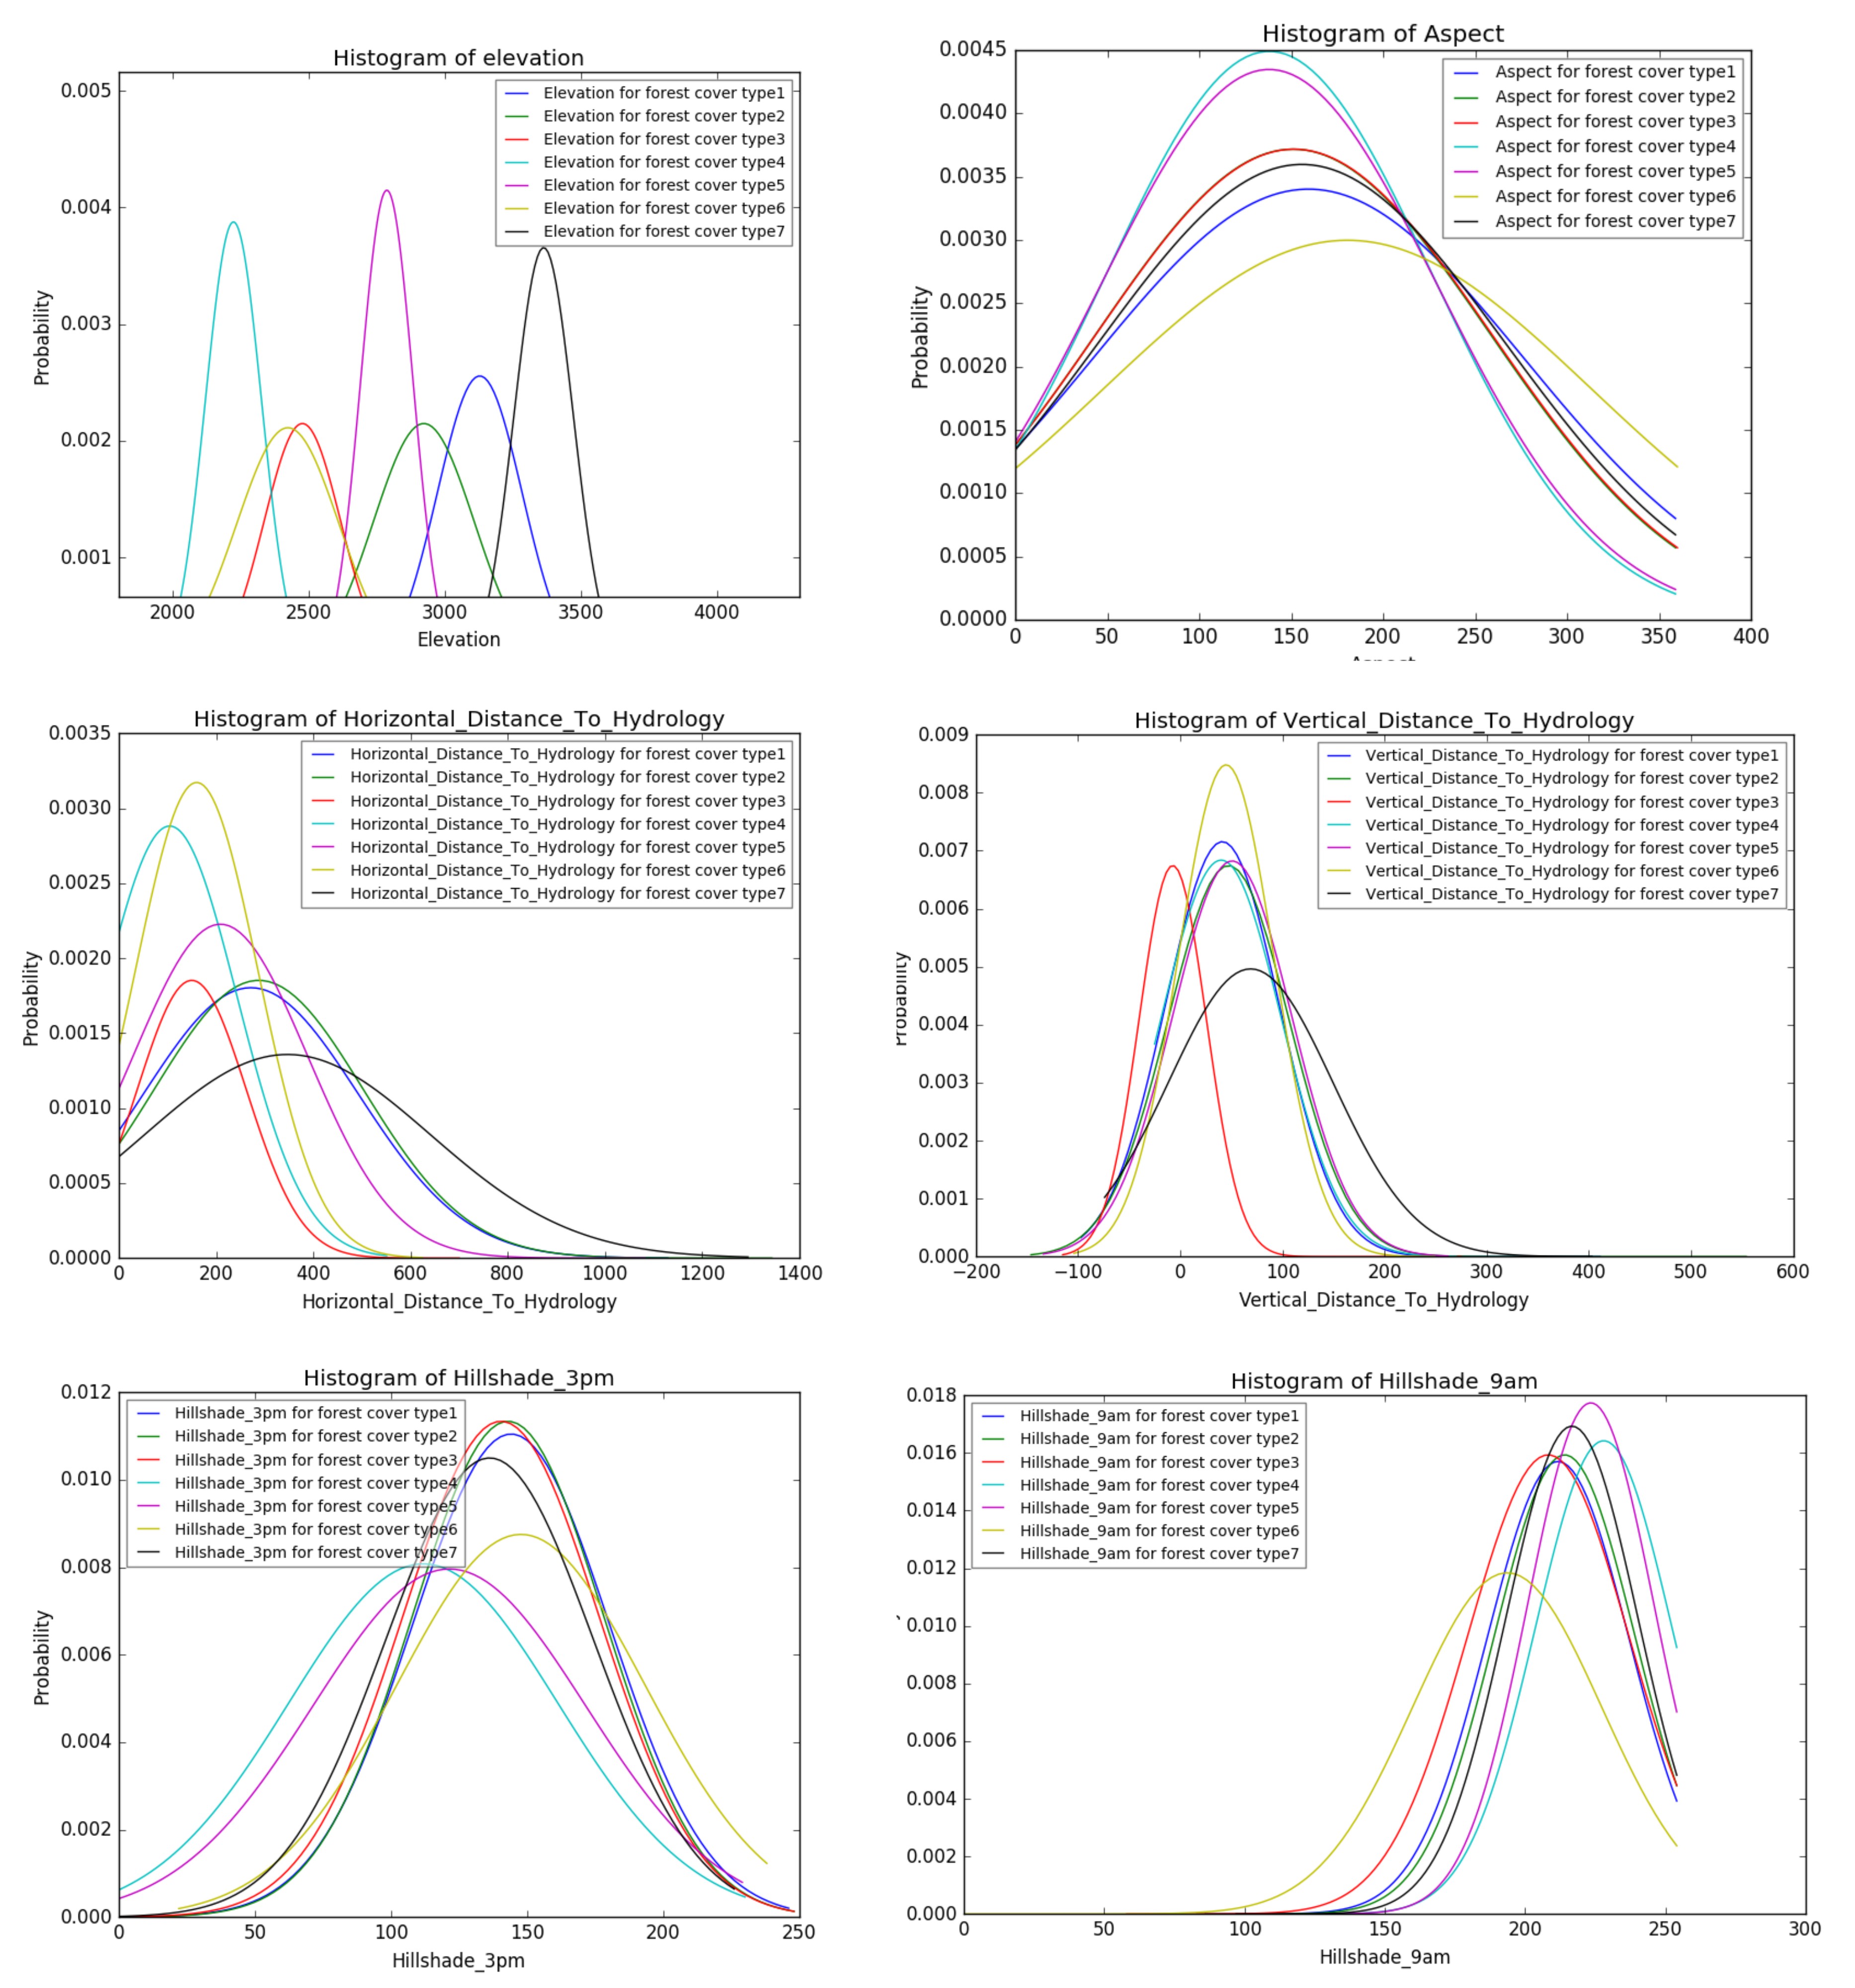 Histogram of elevation
0.005
0.004
0.003
0.002
0.001
Probability
Elevation for forest cover type1
Elevation for forest cover type2
Elevation for forest cover type3
Elevation for forest cover type4
Elevation for forest cover type5
Elevation for forest cover type6
Elevation for forest cover type7
2000 2500 3000 3500 4000
Elevation
Histogram of Aspect
0.0045
0.0040
0.0035
0.0030
0.0025
0.0020
0.0015
0.0010
0.0005
0.0000
Probability
Aspect for forest cover type1
Aspect for forest cover type2
Aspect for forest cover type3
Aspect for forest cover type4
Aspect for forest cover type5
Aspect for forest cover type6
Aspect for forest cover type7
0 50 100 150 200 250 300 350 400
Histogram of Horizontal_Distance_To_Hydrology
0.0035
0.0030
0.0025
0.0020
0.0015
0.0010
0.0005
0.0000
Probability
Horizontal_Distance_To_Hydrology for forest cover type1
Horizontal_Distance_To_Hydrology for forest cover type2
Horizontal_Distance_To_Hydrology for forest cover type3
Horizontal_Distance_To_Hydrology for forest cover type4
Horizontal_Distance_To_Hydrology for forest cover type5
Horizontal_Distance_To_Hydrology for forest cover type6
Horizontal_Distance_To_Hydrology for forest cover type7
0 200 400 600 800 1000 1200 1400
Horizontal_Distance_To_Hydrology
Histogram of Vertical_Distance_To_Hydrology
0.009
0.008
0.007
0.006
0.005
0.004
0.003
0.002
0.001
0.000
Probability
Vertical_Distance_To_Hydrology for forest cover type1
Vertical_Distance_To_Hydrology for forest cover type2
Vertical_Distance_To_Hydrology for forest cover type3
Vertical_Distance_To_Hydrology for forest cover type4
Vertical_Distance_To_Hydrology for forest cover type5
Vertical_Distance_To_Hydrology for forest cover type6
Vertical_Distance_To_Hydrology for forest cover type7
−200 −100 0 100 200 300 400 500 600
Vertical_Distance_To_Hydrology
Histogram of Hillshade_3pm
0.012
0.010
0.008
0.006
0.004
0.002
0.000
Probability
Hillshade_3pm for forest cover type1
Hillshade_3pm for forest cover type2
Hillshade_3pm for forest cover type3
Hillshade_3pm for forest cover type4
Hillshade_3pm for forest cover type5
Hillshade_3pm for forest cover type6
Hillshade_3pm for forest cover type7
0 50 100 150 200 250
Hillshade_3pm
Histogram of Hillshade_9am
0.018
0.016
0.014
0.012
0.010
0.008
0.006
0.004
0.002
0.000
Hillshade_9am for forest cover type1
Hillshade_9am for forest cover type2
Hillshade_9am for forest cover type3
Hillshade_9am for forest cover type4
Hillshade_9am for forest cover type5
Hillshade_9am for forest cover type6
Hillshade_9am for forest cover type7
0 50 100 150 200 250 300
Hillshade_9am